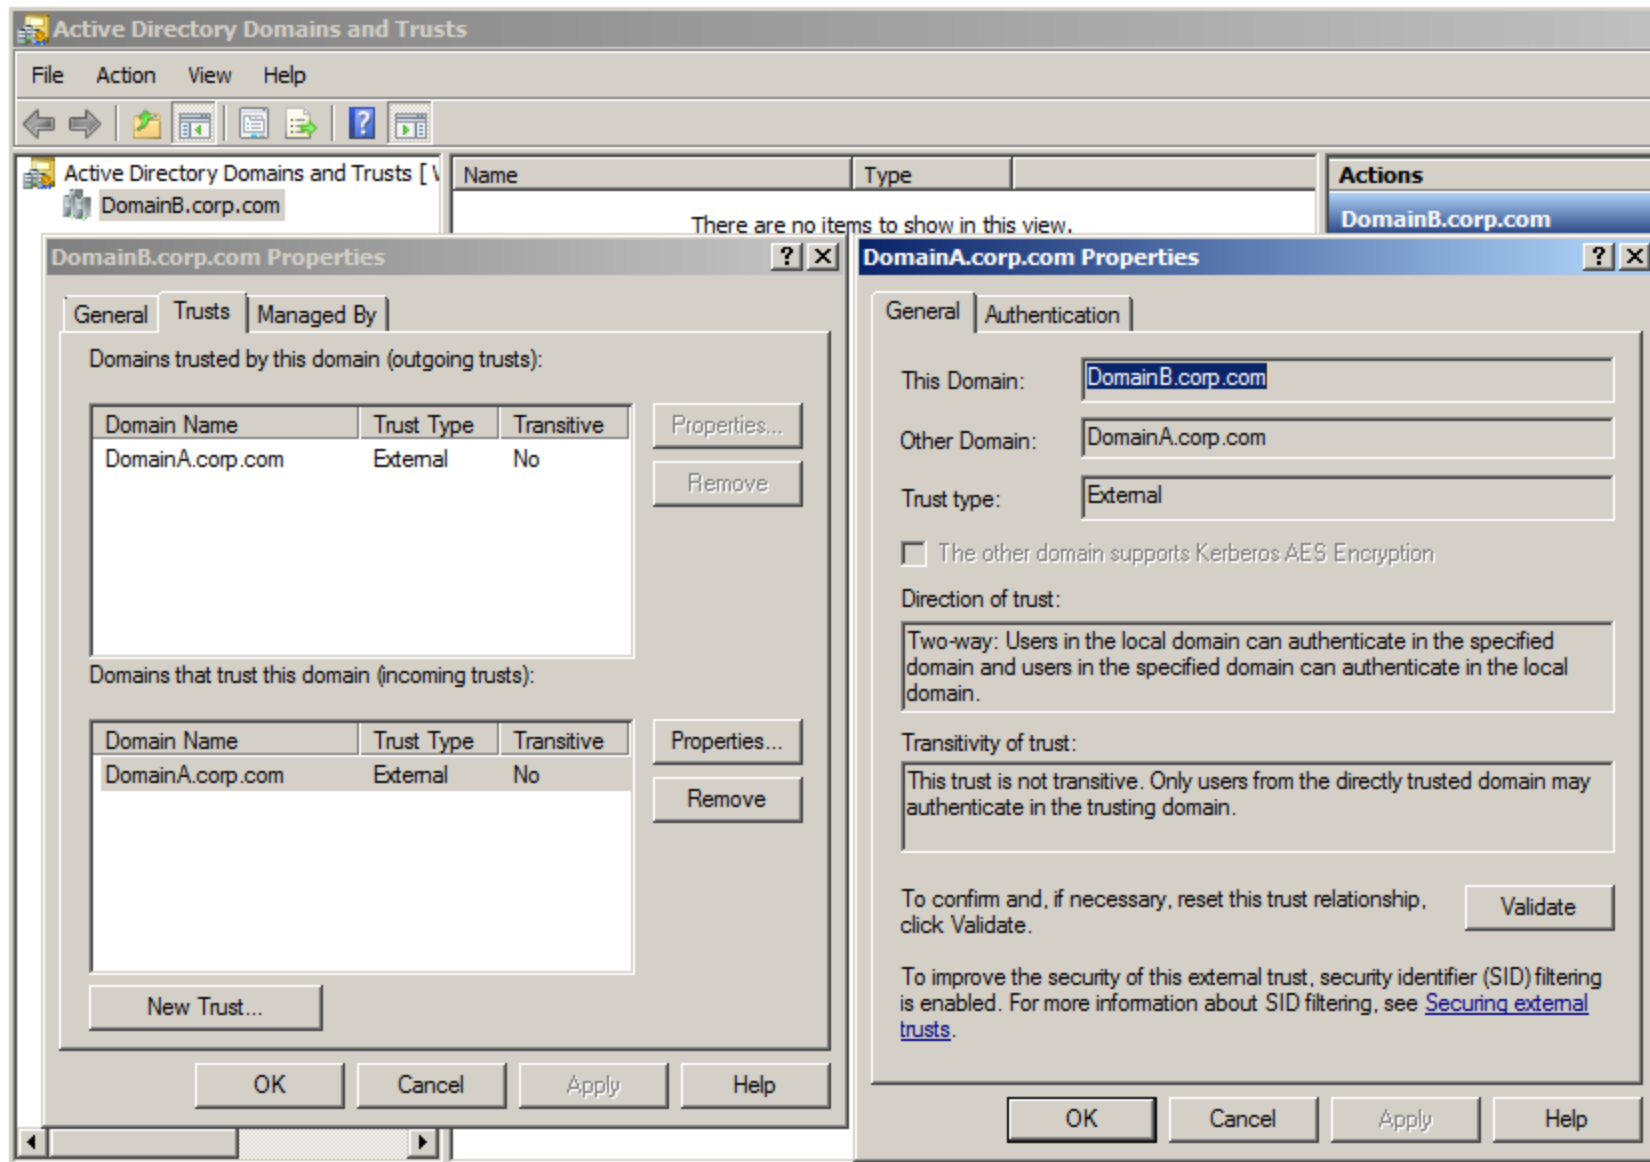 Active Directory Domains and Trusts
File Action View Help
Active Directory Domains and Trusts [
DomainB.corp.com
Name Type
There are no items to show in this view.
Actions
DomainB.corp.com
DomainB.corp.com Properties
General Trusts Managed By
Domains trusted by this domain (outgoing trusts):
Domain Name Trust Type Transitive
DomainA.corp.com External No
Properties...
Remove
Domains that trust this domain (incoming trusts):
Domain Name Trust Type Transitive
DomainA.corp.com External No
Properties...
Remove
New Trust...
OK Cancel Apply Help
DomainA.corp.com Properties
General Authentication
This Domain: DomainB.corp.com
Other Domain: DomainA.corp.com
Trust type: External
The other domain supports Kerberos AES Encryption
Direction of trust:
Two-way: Users in the local domain can authenticate in the specified
domain and users in the specified domain can authenticate in the local
domain.
Transitivity of trust:
This trust is not transitive. Only users from the directly trusted domain may
authenticate in the trusting domain.
To confirm and, if necessary, reset this trust relationship,
click Validate.
Validate
To improve the security of this external trust, security identifier (SID) filtering
is enabled. For more information about SID filtering, see Securing external
trusts.
OK Cancel Apply Help